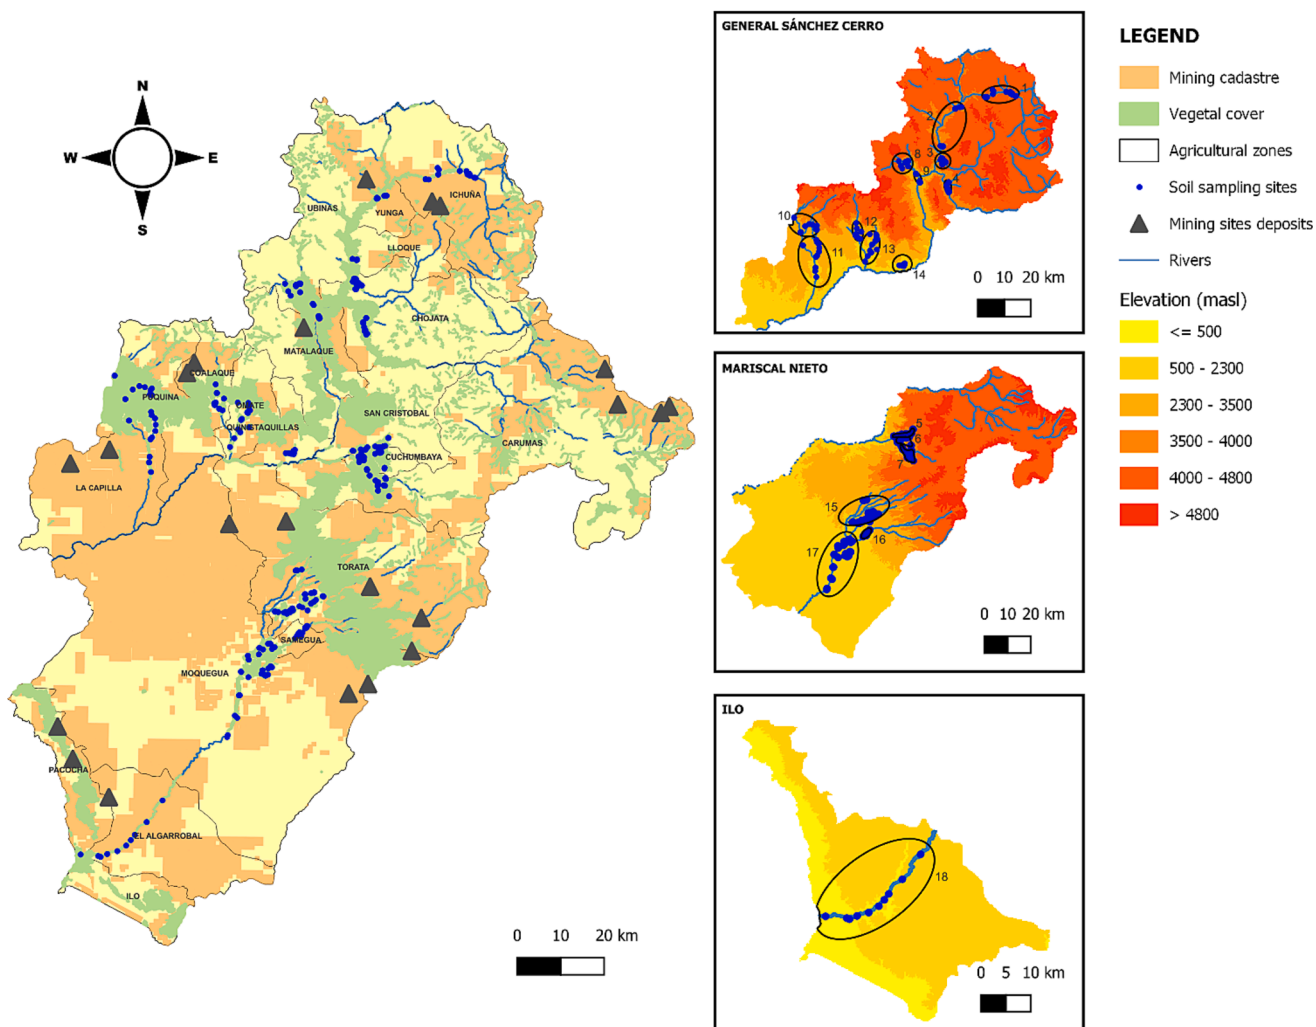 N
W
E
S
UBINAS
YUNGA
ICHUÑA
LLOQUE
CHOJATA
MATALAQUE
COALAQUE
PUQUINA
OMATE
QUINISTAQUILLAS
SAN CRISTOBAL
CARUMAS
CUCHUMBAYA
LA CAPILLA
TORATA
SAMEGUA
MOQUEGUA
PACOCHA
EL ALGARROBAL
ILO
0 10 20 km
GENERAL SÁNCHEZ CERRO
1
2
3
8
9
4
10
12
11
13
14
0 10 20 km
MARISCAL NIETO
5
6
7
15
16
17
0 10 20 km
ILO
18
0 5 10 km
LEGEND
Mining cadastre
Vegetal cover
Agricultural zones
Soil sampling sites
Mining sites deposits
Rivers
Elevation (masl)
<= 500
500 - 2300
2300 - 3500
3500 - 4000
4000 - 4800
> 4800